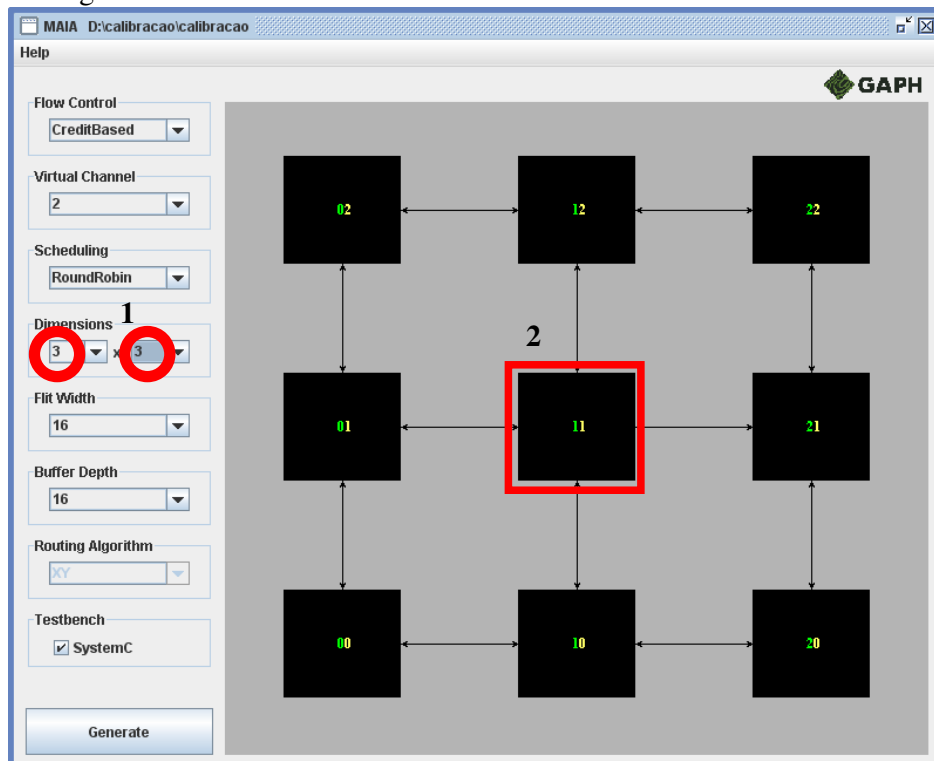 MAIA D:\calibracao\calibracao
Help
GAPH
Flow Control
CreditBased
Virtual Channel
2
Scheduling
RoundRobin
Dimensions 1
3 x 3
Flit Width
16
Buffer Depth
16
Routing Algorithm
XY
Testbench
SystemC
Generate
02 12 22
2
01 11 21
00 10 20